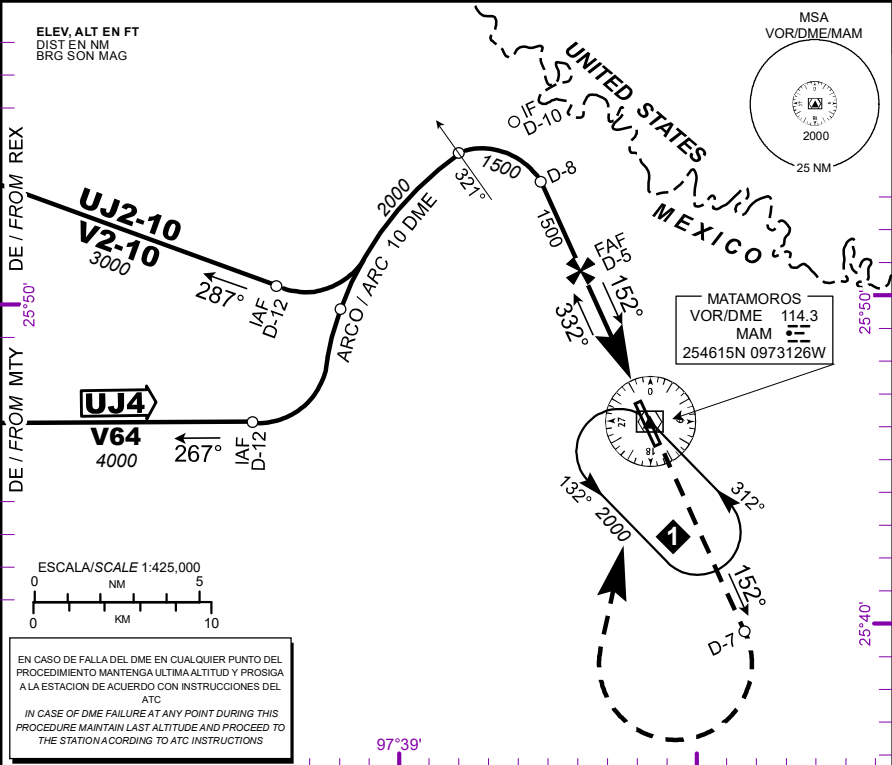 ELEV, ALT EN FT
DIST EN NM
BRG SON MAG
MSA
VOR/DME/MAM
2000
25 NM
UNITED STATES
MEXICO
IF
D-10
DE / FROM REX
UJ2-10
V2-10
3000
287°
IAF
D-12
2000
ARCO / ARC 10 DME
321°
1500
D-8
1500
FAF
D-5
152°
332°
25°50'
25°50'
MATAMOROS
VOR/DME 114.3
MAM
254615N 0973126W
DE / FROM MTY
UJ4
V64
4000
267°
IAF
D-12
0
27
18
132° 2000
312°
1
152°
D-7
25°40'
ESCALA/SCALE 1:425,000
0 NM 5
0 KM 10
EN CASO DE FALLA DEL DME EN CUALQUIER PUNTO DEL
PROCEDIMIENTO MANTENGA ULTIMA ALTITUD Y PROSIGA
A LA ESTACION DE ACUERDO CON INSTRUCCIONES DEL
ATC
IN CASE OF DME FAILURE AT ANY POINT DURING THIS
PROCEDURE MAINTAIN LAST ALTITUDE AND PROCEED TO
THE STATION ACORDING TO ATC INSTRUCTIONS
97°39'